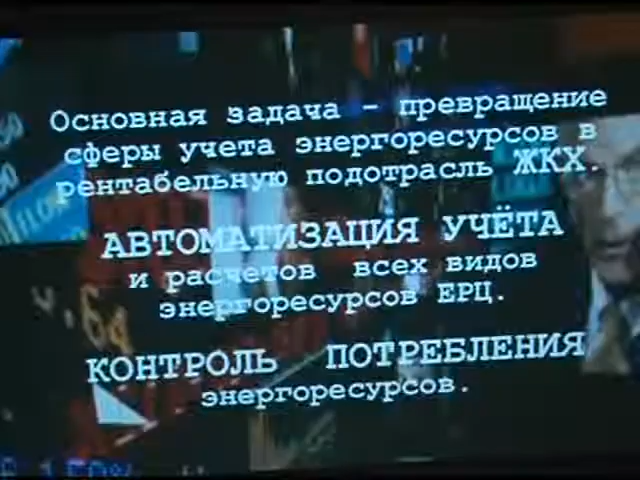 Основная задача – превращение
сферы учета энергоресурсов в
рентабельную подотрасль ЖКХ.
АВТОМАТИЗАЦИЯ УЧЁТА
и расчетов всех видов
энергоресурсов ЕРЦ.
КОНТРОЛЬ ПОТРЕБЛЕНИЯ
энергоресурсов.